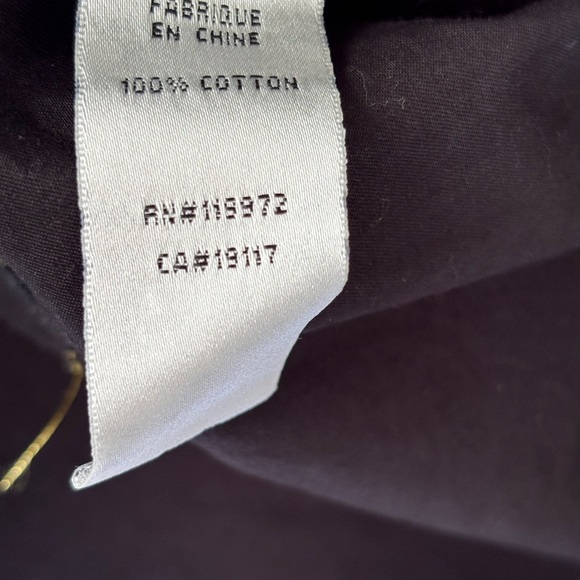 FABRIQUE
EN CHINE
100% COTTON
RN#119972
CA#19117